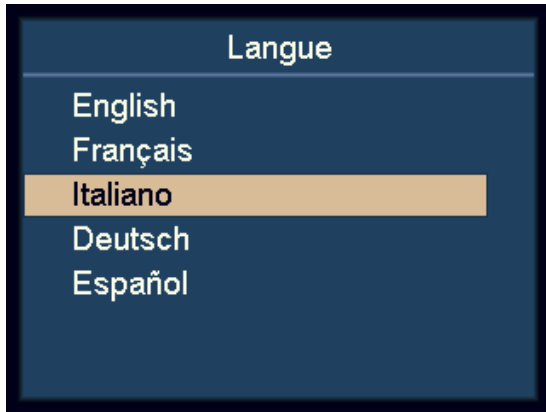 Langue
English
Français
Italiano
Deutsch
Español